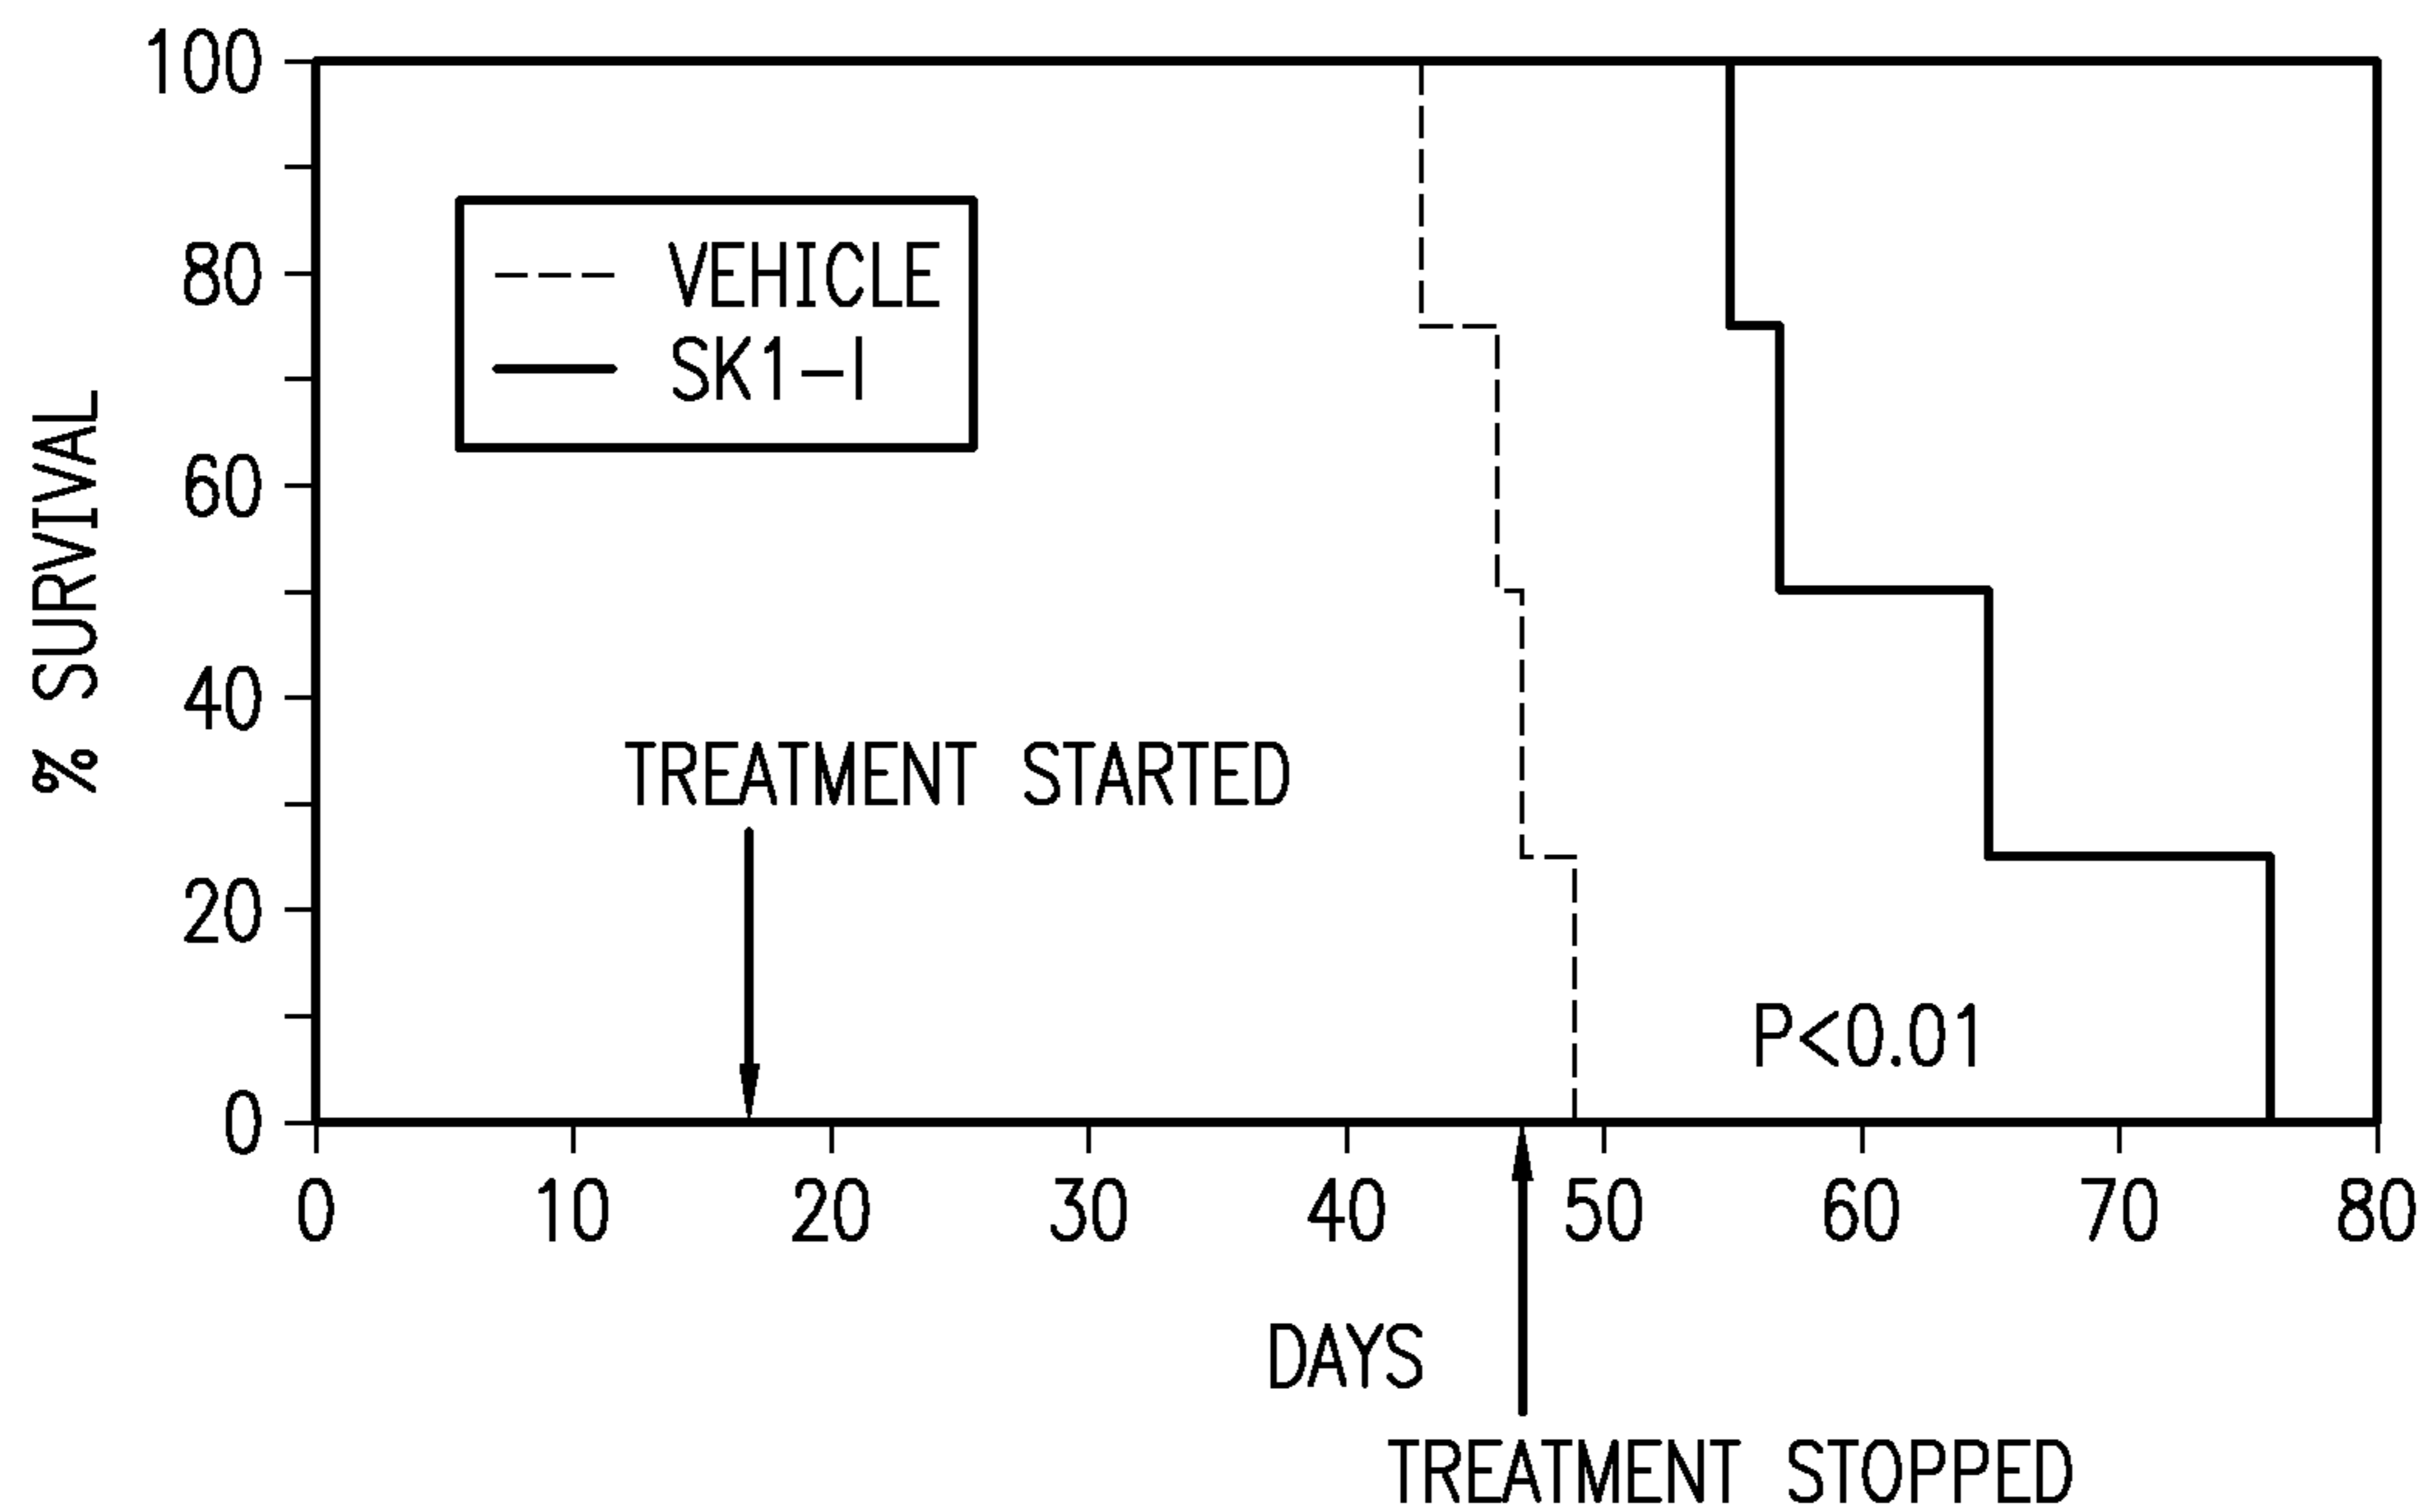 % SURVIVAL
100
80
60
40
20
0
VEHICLE
SK1-I
TREATMENT STARTED
P<0.01
0 10 20 30 40 50 60 70 80
DAYS
TREATMENT STOPPED